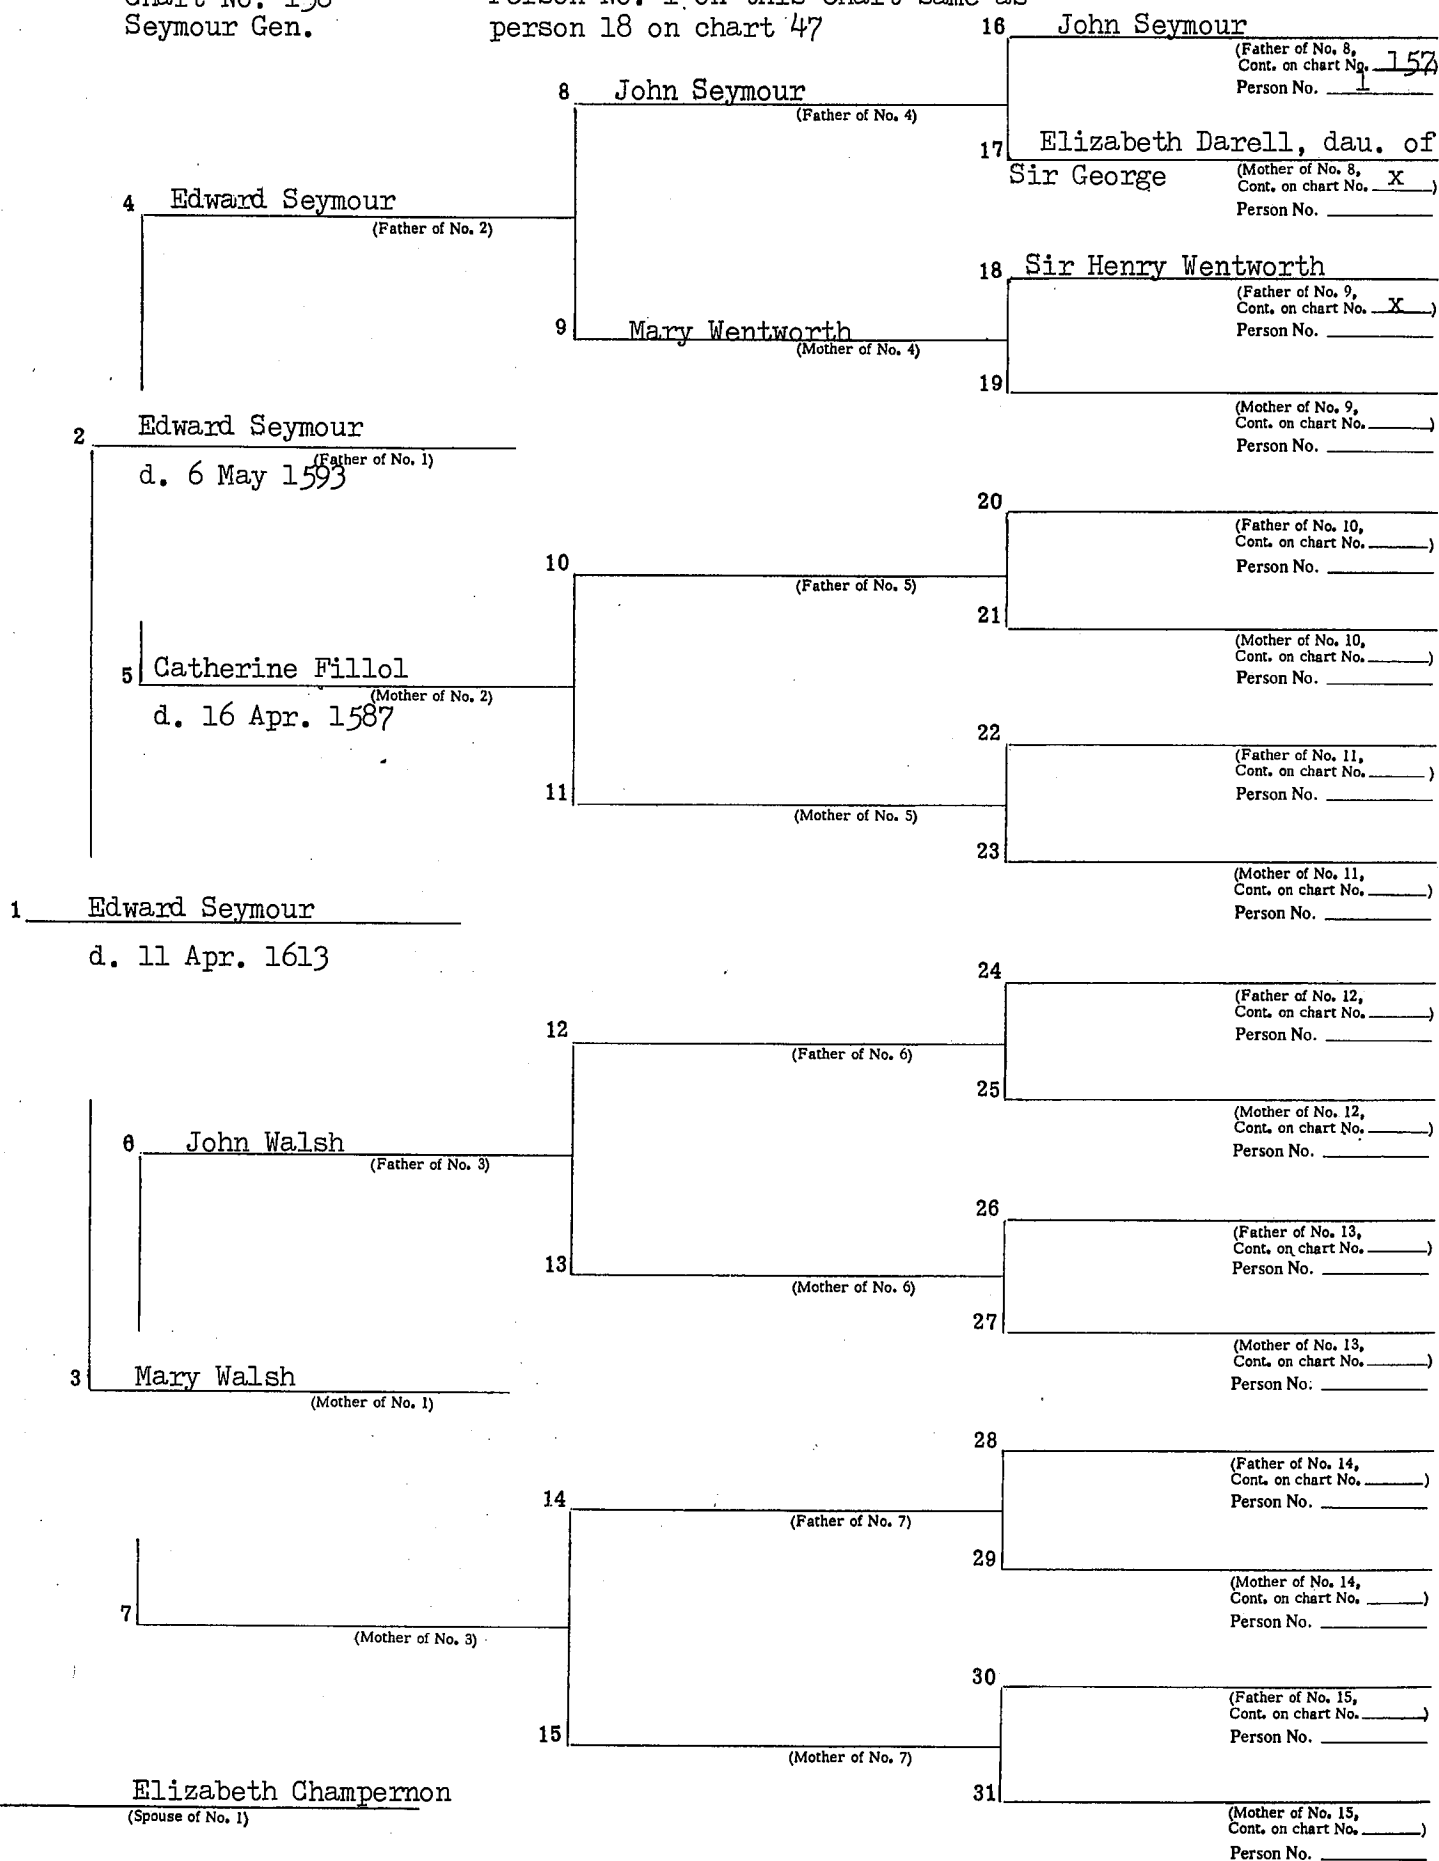 Chart No. 158
Seymour Gen.
Person No. 1 on this chart same as
person 18 on chart 47
16 John Seymour
(Father of No. 8,
Cont. on chart No. 157)
Person No. 1
8 John Seymour
(Father of No. 4)
17 Elizabeth Darell, dau. of
Sir George
(Mother of No. 8,
Cont. on chart No. x )
Person No.
4 Edward Seymour
(Father of No. 2)
18 Sir Henry Wentworth
(Father of No. 9,
Cont. on chart No. x )
Person No.
9 Mary Wentworth
(Mother of No. 4)
19
(Mother of No. 9,
Cont. on chart No. )
Person No.
2 Edward Seymour
(Father of No. 1)
d. 6 May 1593
20
(Father of No. 10,
Cont. on chart No. )
Person No.
10
(Father of No. 5)
21
(Mother of No. 10,
Cont. on chart No. )
Person No.
5 Catherine Fillol
(Mother of No. 2)
d. 16 Apr. 1587
22
(Father of No. 11,
Cont. on chart No. )
Person No.
11
(Mother of No. 5)
23
(Mother of No. 11,
Cont. on chart No. )
Person No.
1 Edward Seymour
d. 11 Apr. 1613
24
(Father of No. 12,
Cont. on chart No. )
Person No.
12
(Father of No. 6)
25
(Mother of No. 12,
Cont. on chart No. )
Person No.
6 John Walsh
(Father of No. 3)
26
(Father of No. 13,
Cont. on chart No. )
Person No.
13
(Mother of No. 6)
27
(Mother of No. 13,
Cont. on chart No. )
Person No.
3 Mary Walsh
(Mother of No. 1)
28
(Father of No. 14,
Cont. on chart No. )
Person No.
14
(Father of No. 7)
29
(Mother of No. 14,
Cont. on chart No. )
Person No.
7
(Mother of No. 3)
30
(Father of No. 15,
Cont. on chart No. )
Person No.
15
(Mother of No. 7)
31
(Mother of No. 15,
Cont. on chart No. )
Person No.
Elizabeth Champernon
(Spouse of No. 1)